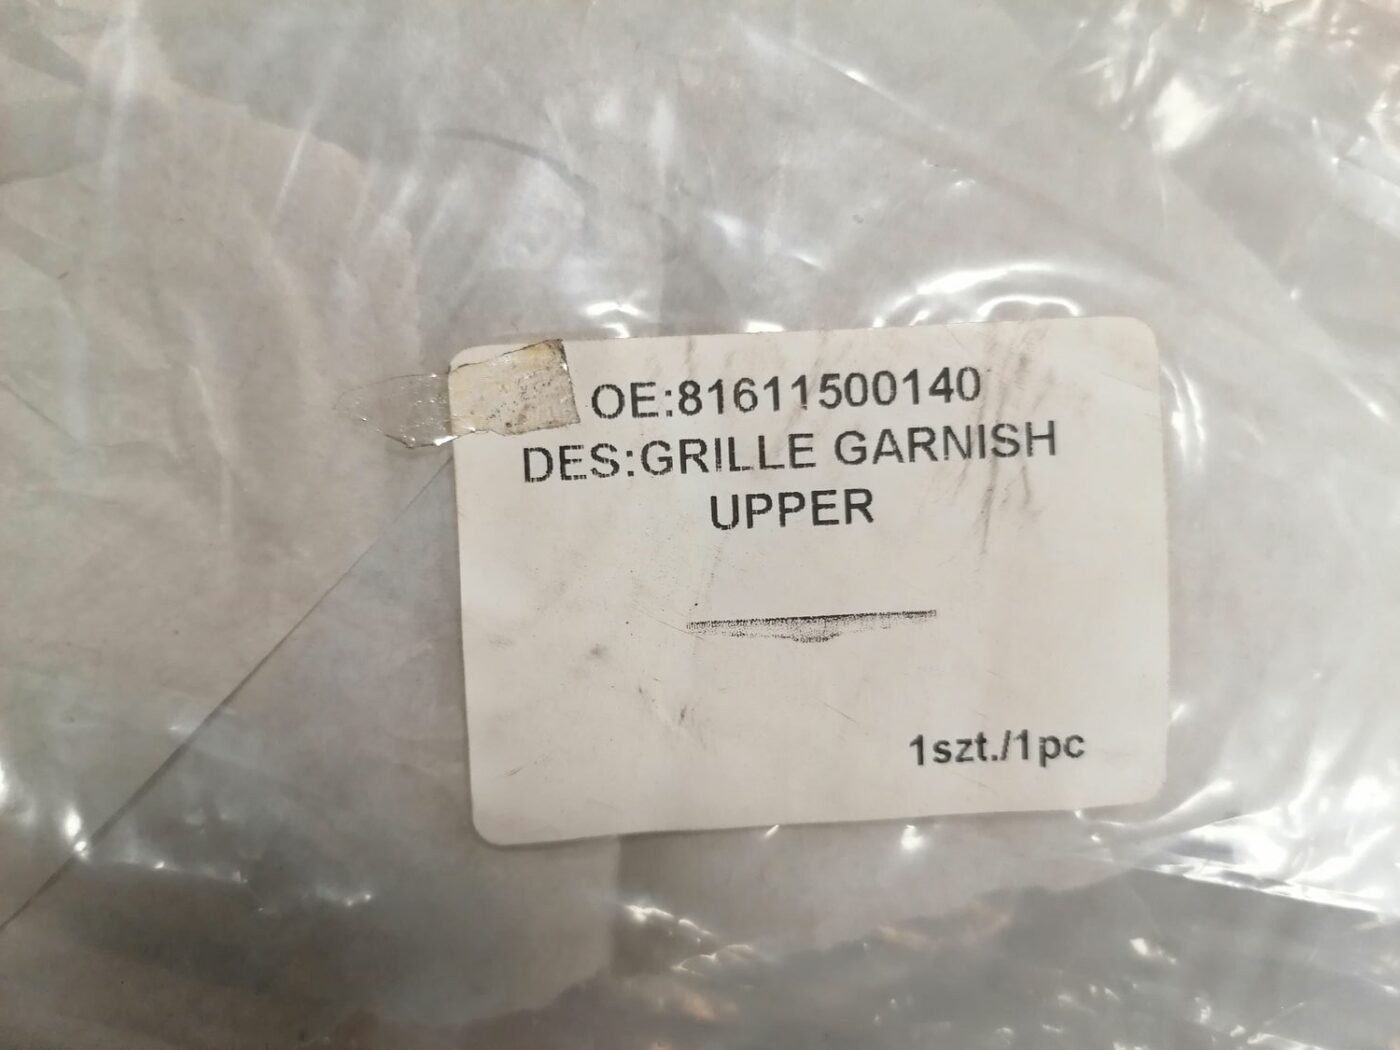 OE:81611500140
DES:GRILLE GARNISH
UPPER
1szt./1pc